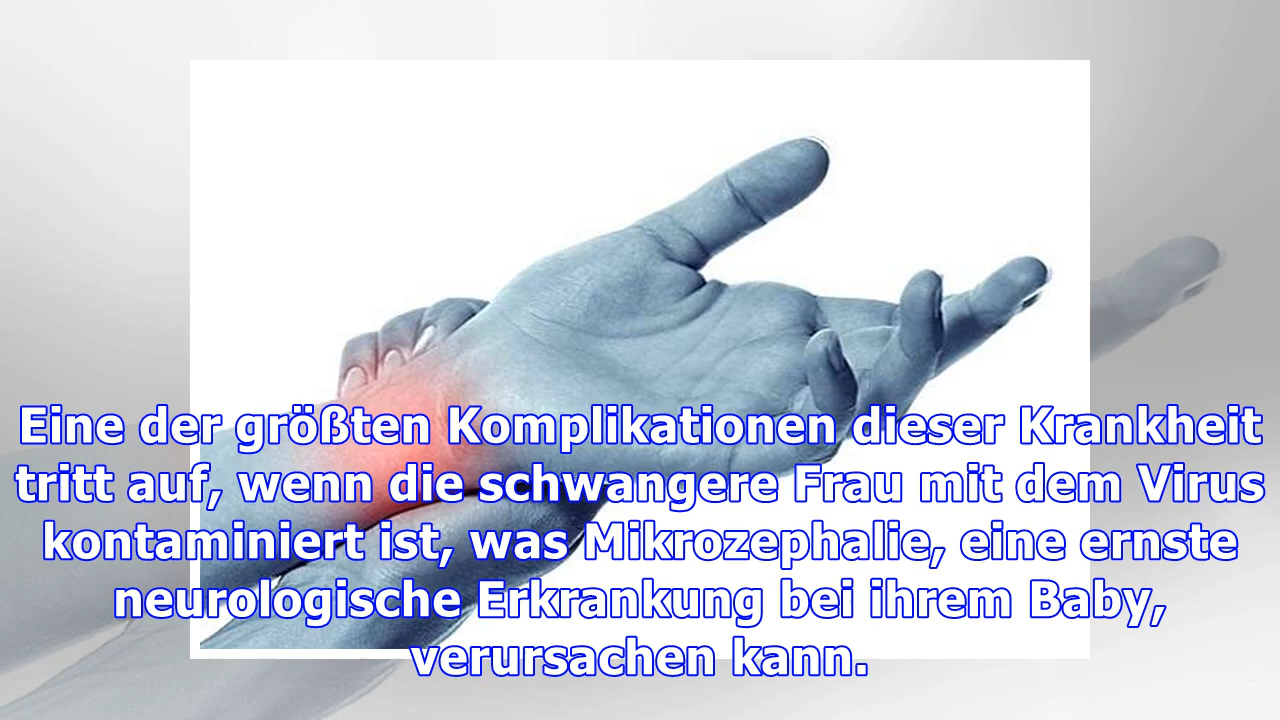 Eine der größten Komplikationen dieser Krankheit
tritt auf, wenn die schwangere Frau mit dem Virus
kontaminiert ist, was Mikrozephalie, eine ernste
neurologische Erkrankung bei ihrem Baby,
verursachen kann.